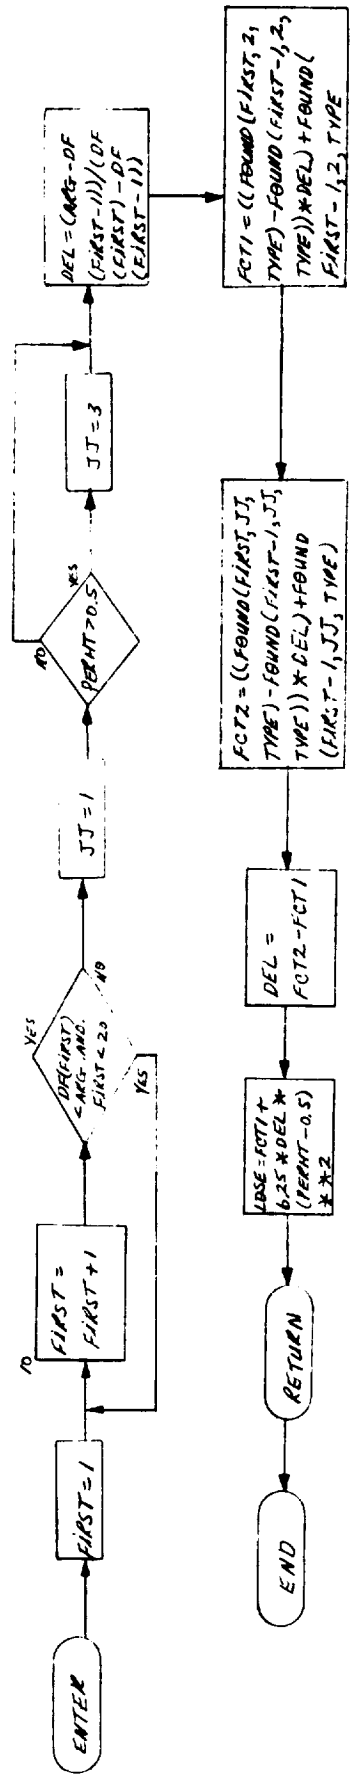 ENTER
FIRST=1
10
FIRST=
FIRST+1
YES
DF(FIRST)
<ARG.AND.
FIRST<20
YES
NO
JJ=1
NO
PERHT>0.5
YES
JJ=3
DEL=(ARG-DF
(FIRST-1))/(DF
(FIRST)-DF
(FIRST-1))
FCT1=((FOUND(FIRST,2,
TYPE)-FOUND(FIRST-1,2,
TYPE))*DEL)+FOUND(
FIRST-1,2,TYPE
FCT2=((FOUND(FIRST,JJ,
TYPE)-FOUND(FIRST-1,JJ,
TYPE))*DEL)+FOUND
(FIRST-1,JJ,TYPE)
DEL=
FCT2-FCT1
LOSE=FCT1+
6.25*DEL*
(PERHT-0.5)
**2
RETURN
END